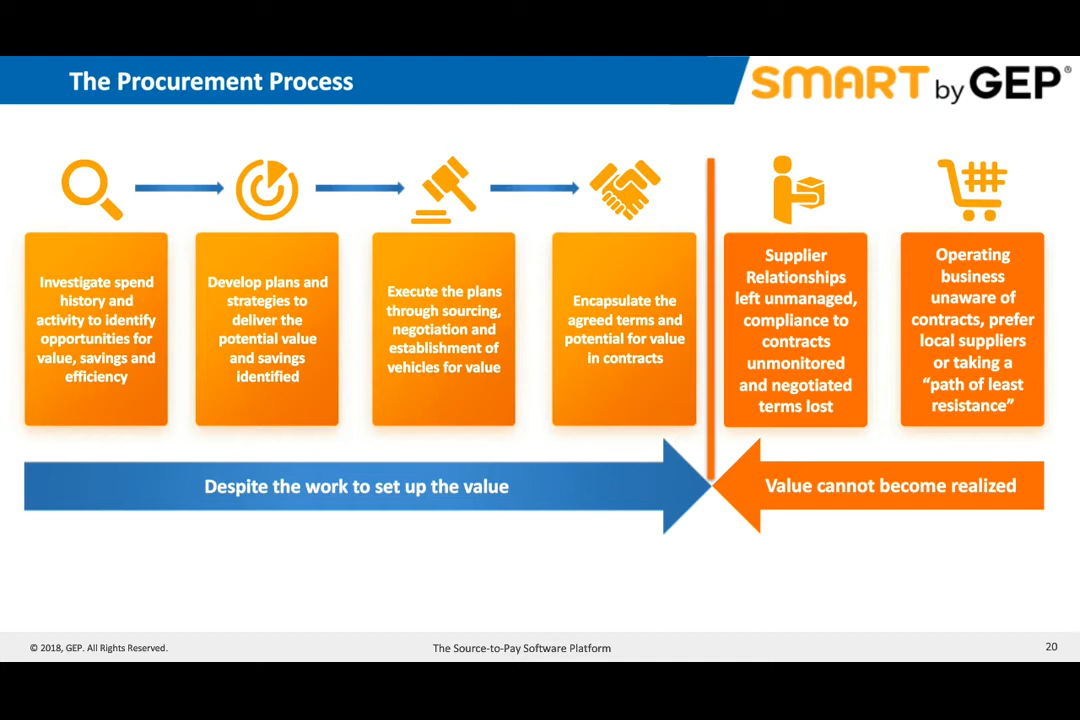 The Procurement Process
SMART by GEP®
Investigate spend
history and
activity to identify
opportunities for
value, savings and
efficiency
Develop plans and
strategies to
deliver the
potential value
and savings
identified
Execute the plans
through sourcing,
negotiation and
establishment of
vehicles for value
Encapsulate the
agreed terms and
potential for value
in contracts
Supplier
Relationships
left unmanaged,
compliance to
contracts
unmonitored
and negotiated
terms lost
Operating
business
unaware of
contracts, prefer
local suppliers
or taking a
“path of least
resistance”
Despite the work to set up the value
Value cannot become realized
© 2018, GEP. All Rights Reserved.
The Source-to-Pay Software Platform
20